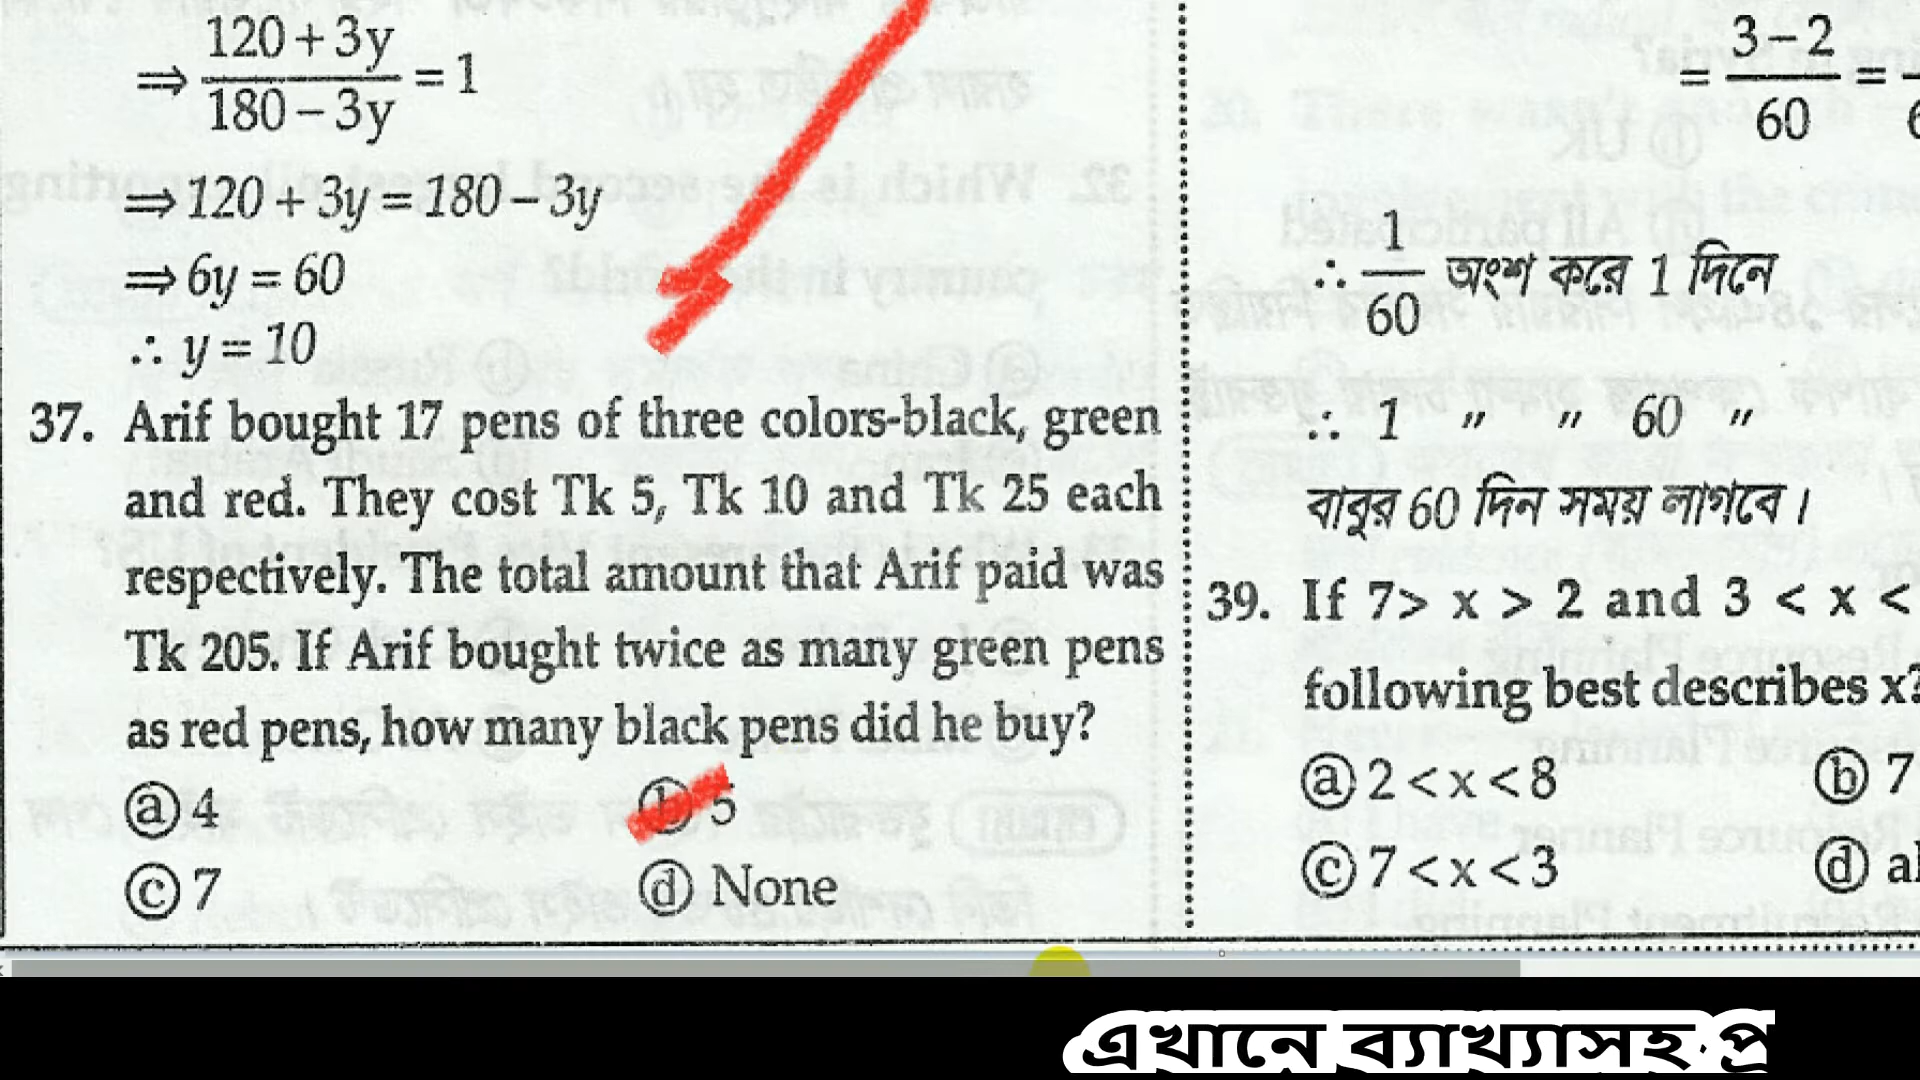 ⇒ (120 + 3y)/(180 – 3y) = 1
⇒ 120 + 3y = 180 – 3y
⇒ 6y = 60
∴ y = 10
37. Arif bought 17 pens of three colors-black, green
and red. They cost Tk 5, Tk 10 and Tk 25 each
respectively. The total amount that Arif paid was
Tk 205. If Arif bought twice as many green pens
as red pens, how many black pens did he buy?
ⓐ 4 ⓑ 5
ⓒ 7 ⓓ None
= (3 – 2)/60 =
∴ 1/60 অংশ করে 1 দিনে
∴ 1 " " 60 "
বাবুর 60 দিন সময় লাগবে।
39. If 7> x > 2 and 3 < x <
following best describes x?
ⓐ 2 < x < 8 ⓑ 7
ⓒ 7 < x < 3 ⓓ
এখানে ব্যাখ্যাসহ প্র